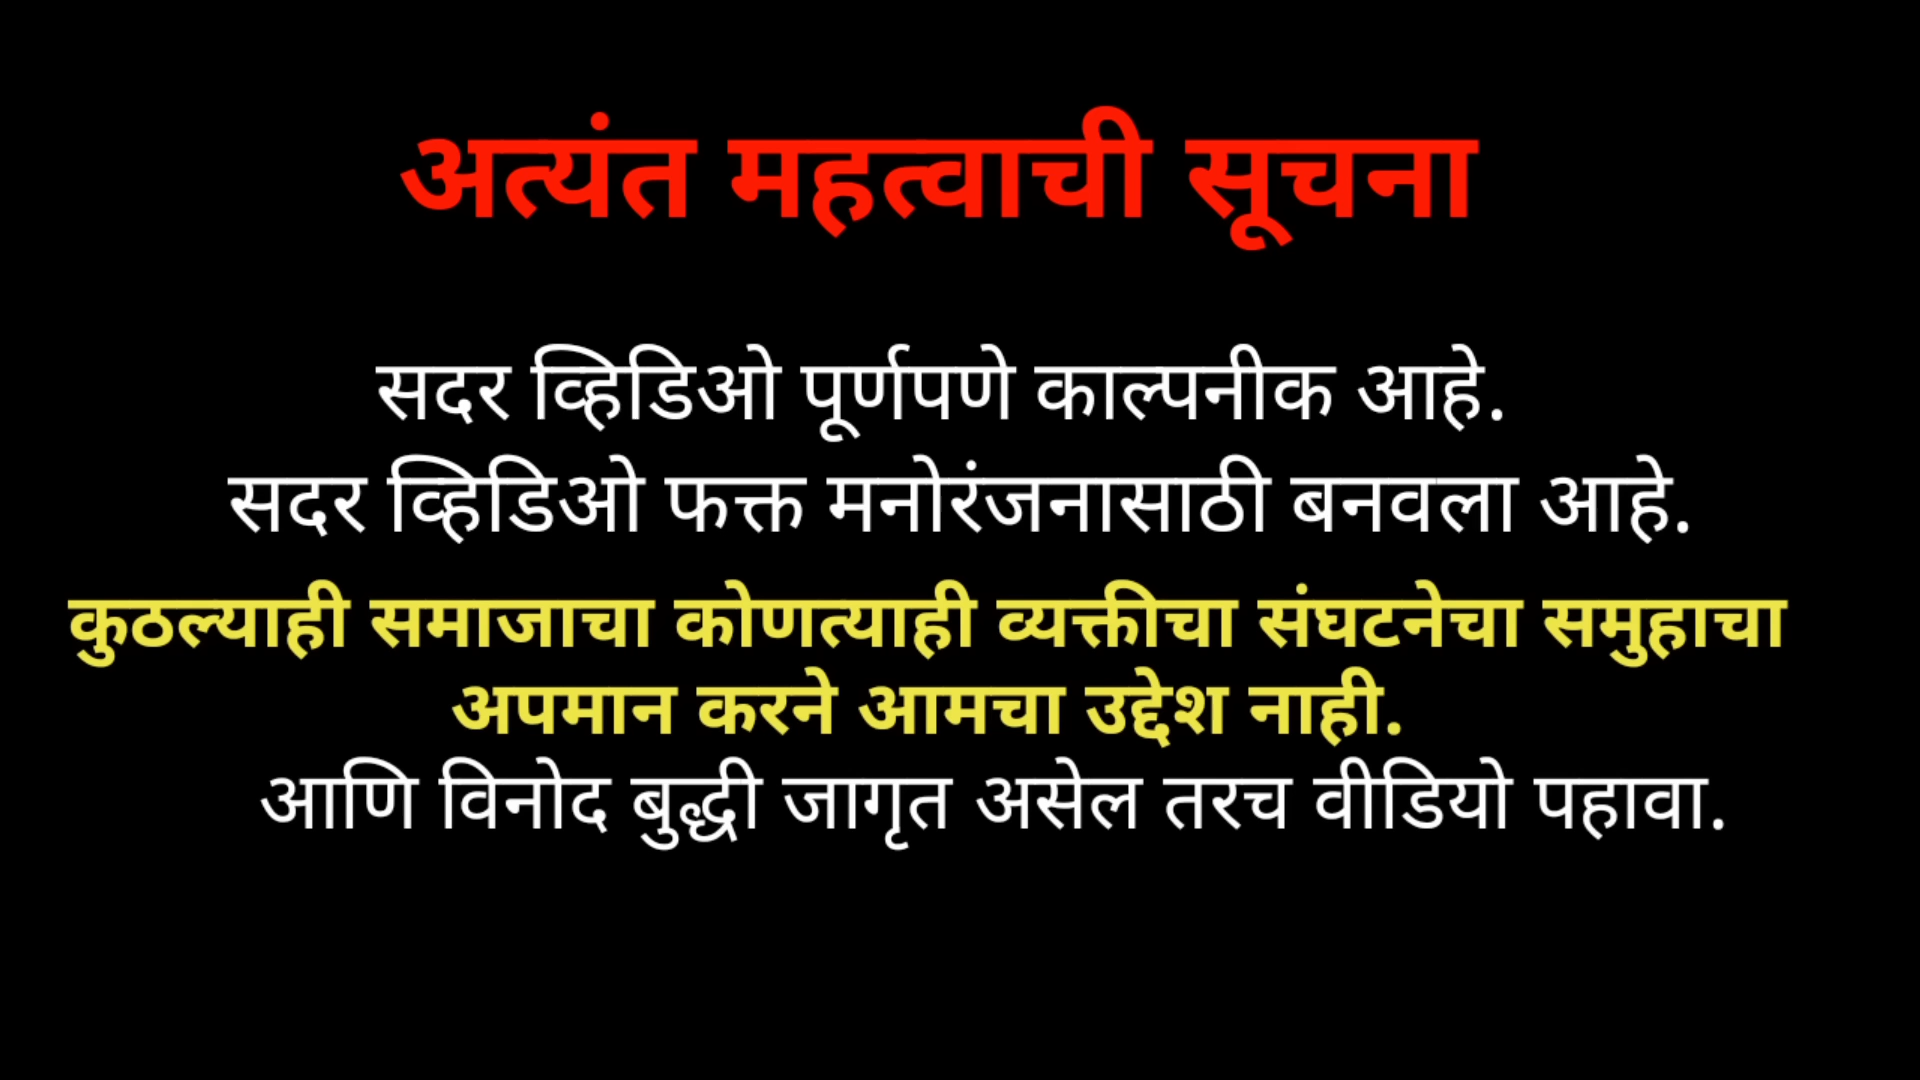 अत्यंत महत्वाची सूचना
सदर व्हिडिओ पूर्णपणे काल्पनीक आहे.
सदर व्हिडिओ फक्त मनोरंजनासाठी बनवला आहे.
कुठल्याही समाजाचा कोणत्याही व्यक्तीचा संघटनेचा समुहाचा
अपमान करने आमचा उद्देश नाही.
आणि विनोद बुद्धी जागृत असेल तरच वीडियो पहावा.